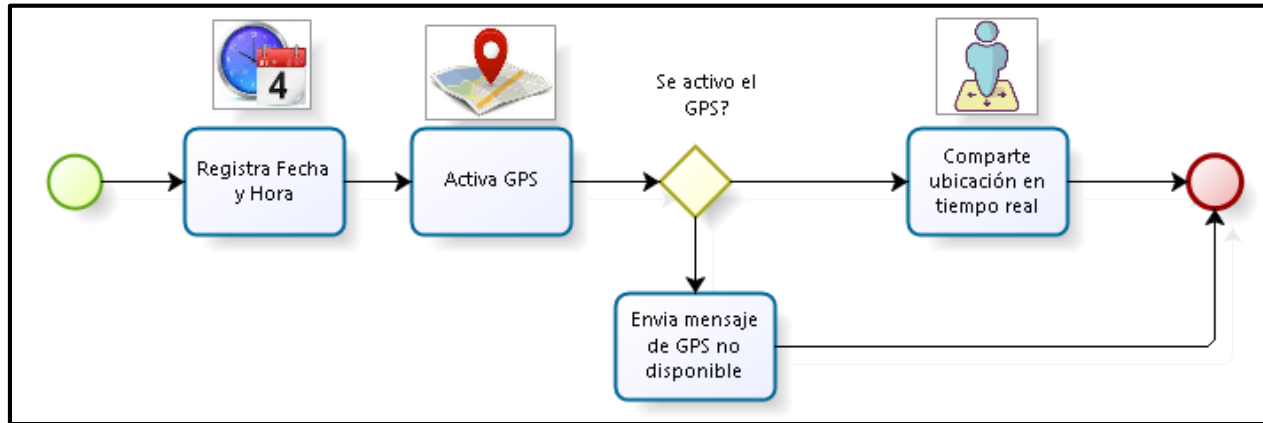 4
Se activo el
GPS?
Registra Fecha
y Hora
Activa GPS
Comparte
ubicación en
tiempo real
Envia mensaje
de GPS no
disponible